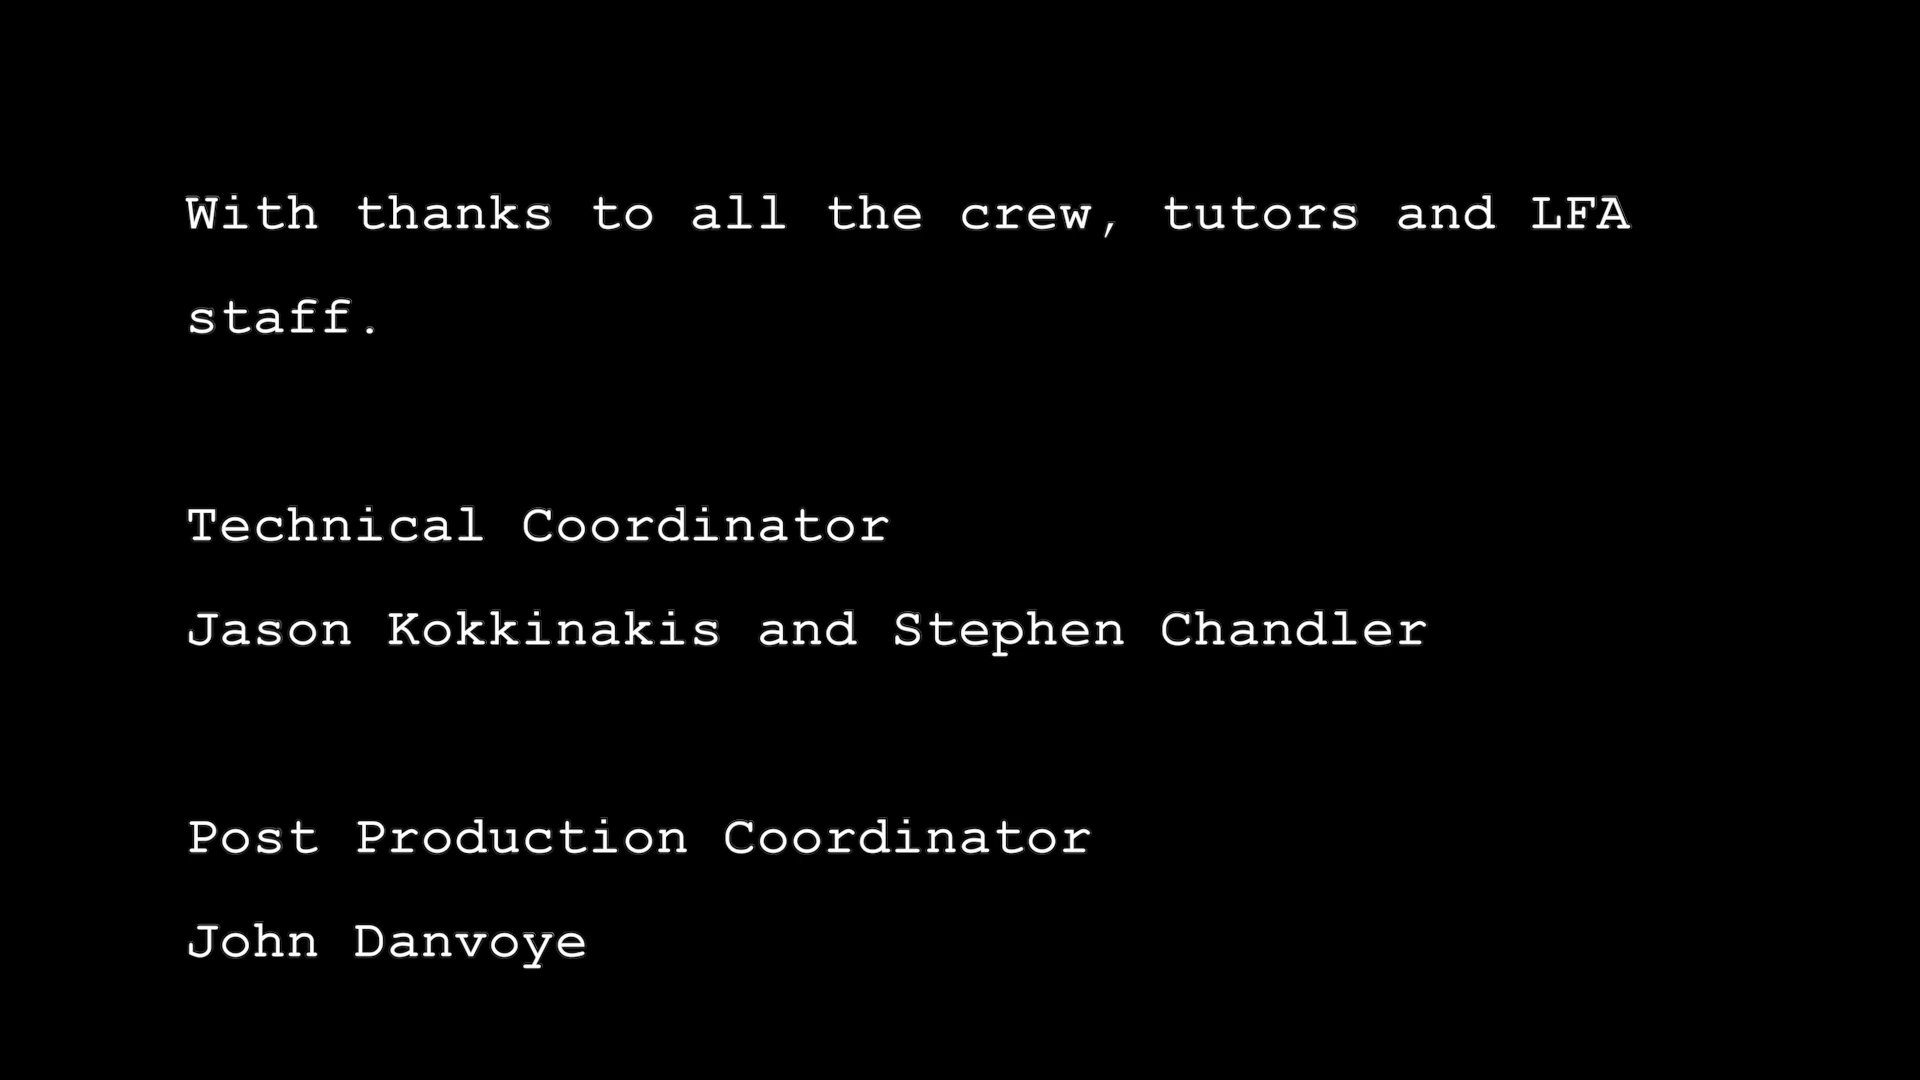 With thanks to all the crew, tutors and LFA
staff.
Technical Coordinator
Jason Kokkinakis and Stephen Chandler
Post Production Coordinator
John Danvoye